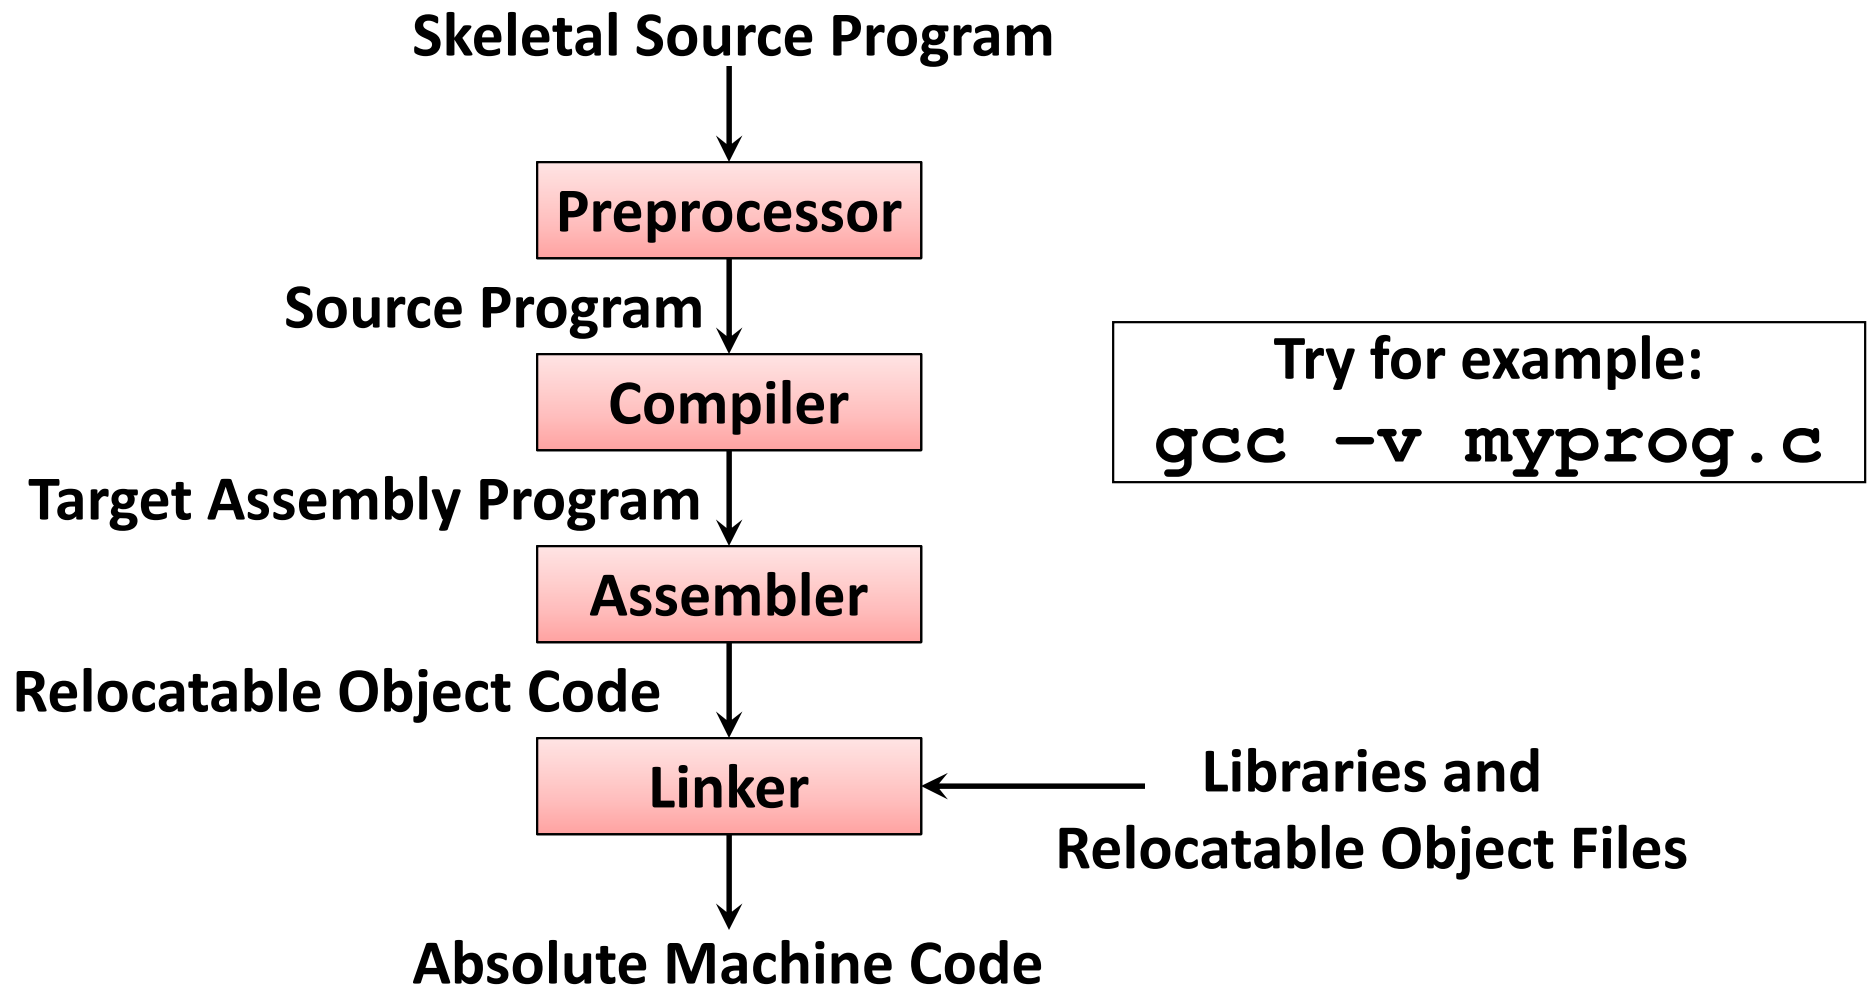 Skeletal Source Program
Preprocessor
Source Program
Compiler
Try for example:
gcc –v myprog.c
Target Assembly Program
Assembler
Relocatable Object Code
Linker
Libraries and
Relocatable Object Files
Absolute Machine Code